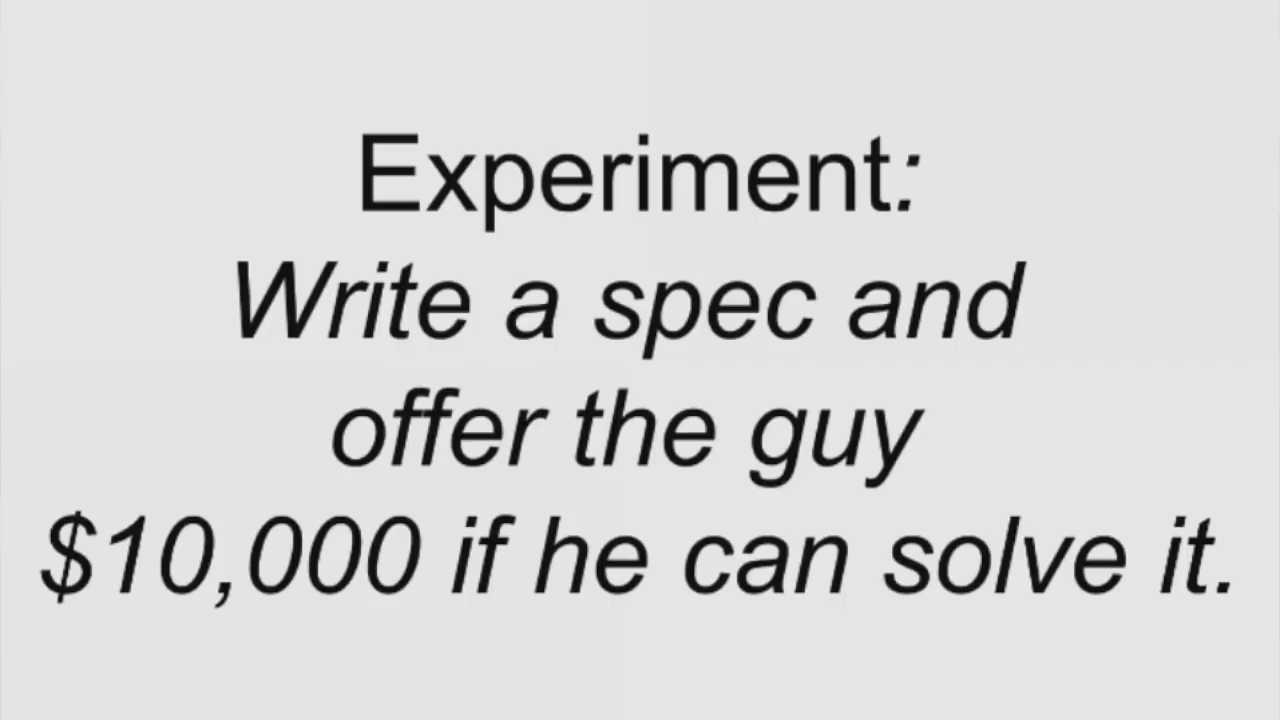 Experiment:
Write a spec and
offer the guy
$10,000 if he can solve it.